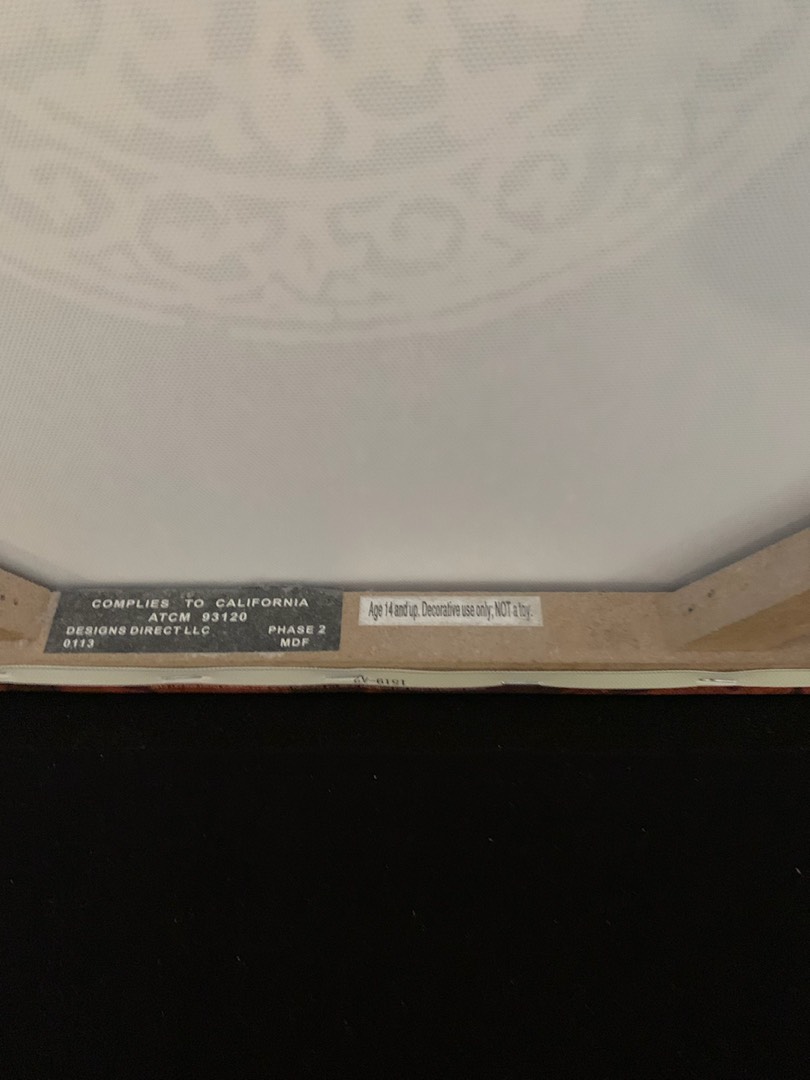 COMPLIES TO CALIFORNIA
ATCM 93120
DESIGNS DIRECT LLC PHASE 2
0113 MDF
Age 14 and up. Decorative use only; NOT a toy.